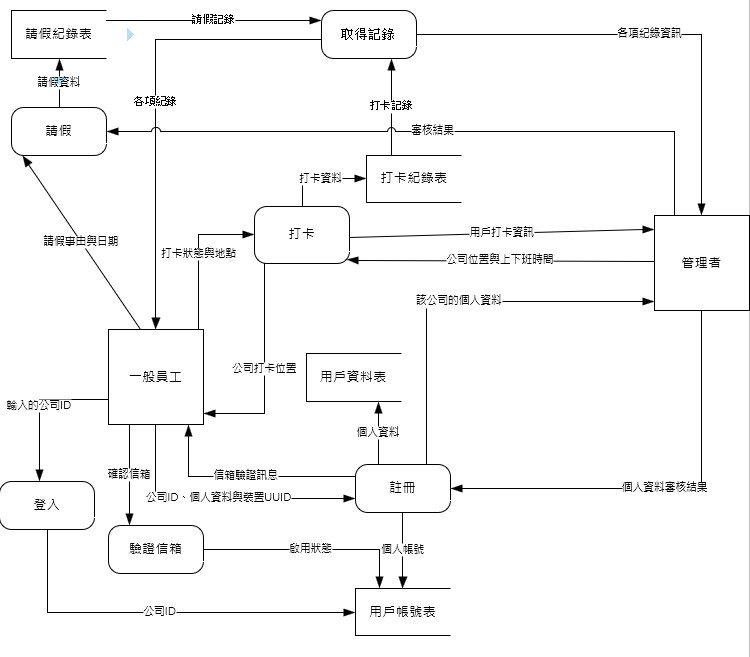 請假記錄
請假紀錄表
取得記錄
各項紀錄資訊
請假資料
各項紀錄
打卡記錄
請假
審核結果
打卡資料
打卡紀錄表
打卡
用戶打卡資訊
請假事由與日期
打卡狀態與地點
公司位置與上下班時間
管理者
該公司的個人資料
公司打卡位置
一般員工
用戶資料表
輸入的公司ID
個人資料
確認信箱
信箱驗證訊息
註冊
個人資料審核結果
公司ID、個人資料與裝置UUID
登入
驗證信箱
啟用狀態
個人帳號
公司ID
用戶帳號表